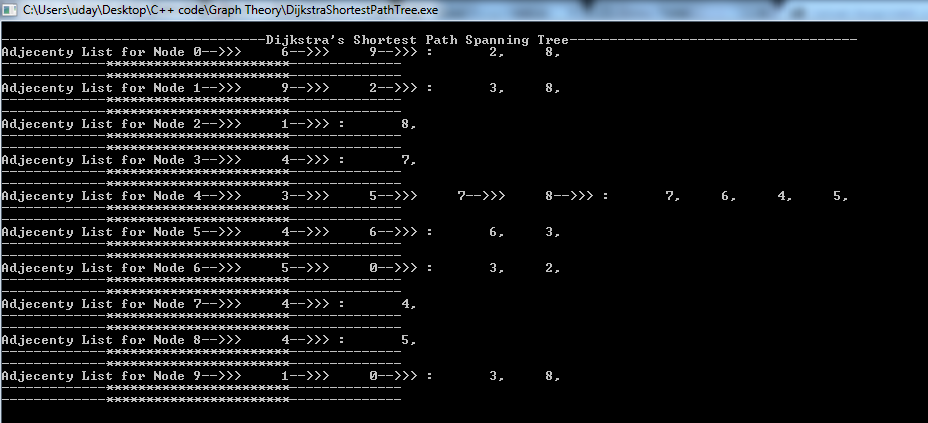 C:\Users\uday\Desktop\C++ code\Graph Theory\DijkstraShortestPathTree.exe
---------------------------------Dijkstra's Shortest Path Spanning Tree------------------------------------
Adjecenty List for Node 0-->>> 6-->>> 9-->>> : 2, 8,
-------------***********************--------------
-------------***********************--------------
Adjecenty List for Node 1-->>> 9-->>> 2-->>> : 3, 8,
-------------***********************--------------
-------------***********************--------------
Adjecenty List for Node 2-->>> 1-->>> : 8,
-------------***********************--------------
-------------***********************--------------
Adjecenty List for Node 3-->>> 4-->>> : 7,
-------------***********************--------------
-------------***********************--------------
Adjecenty List for Node 4-->>> 3-->>> 5-->>> 7-->>> 8-->>> : 7, 6, 4, 5,
-------------***********************--------------
-------------***********************--------------
Adjecenty List for Node 5-->>> 4-->>> 6-->>> : 6, 3,
-------------***********************--------------
-------------***********************--------------
Adjecenty List for Node 6-->>> 5-->>> 0-->>> : 3, 2,
-------------***********************--------------
-------------***********************--------------
Adjecenty List for Node 7-->>> 4-->>> : 4,
-------------***********************--------------
-------------***********************--------------
Adjecenty List for Node 8-->>> 4-->>> : 5,
-------------***********************--------------
-------------***********************--------------
Adjecenty List for Node 9-->>> 1-->>> 0-->>> : 3, 8,
-------------***********************--------------
-------------***********************--------------